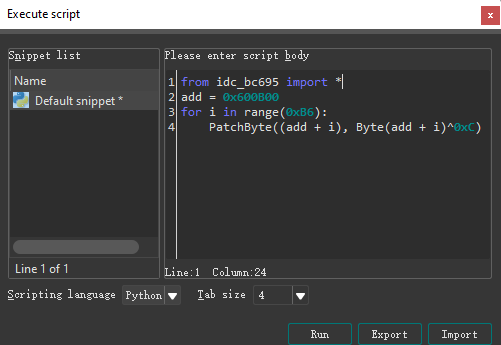 Execute script
x
Snippet list
Name
Default snippet *
Line 1 of 1
Please enter script body
1 from idc_bc695 import *
2 add = 0x600B00
3 for i in range(0xB6):
4     PatchByte((add + i), Byte(add + i)^0xC)
Line:1 Column:24
Scripting language Python Tab size 4
Run Export Import